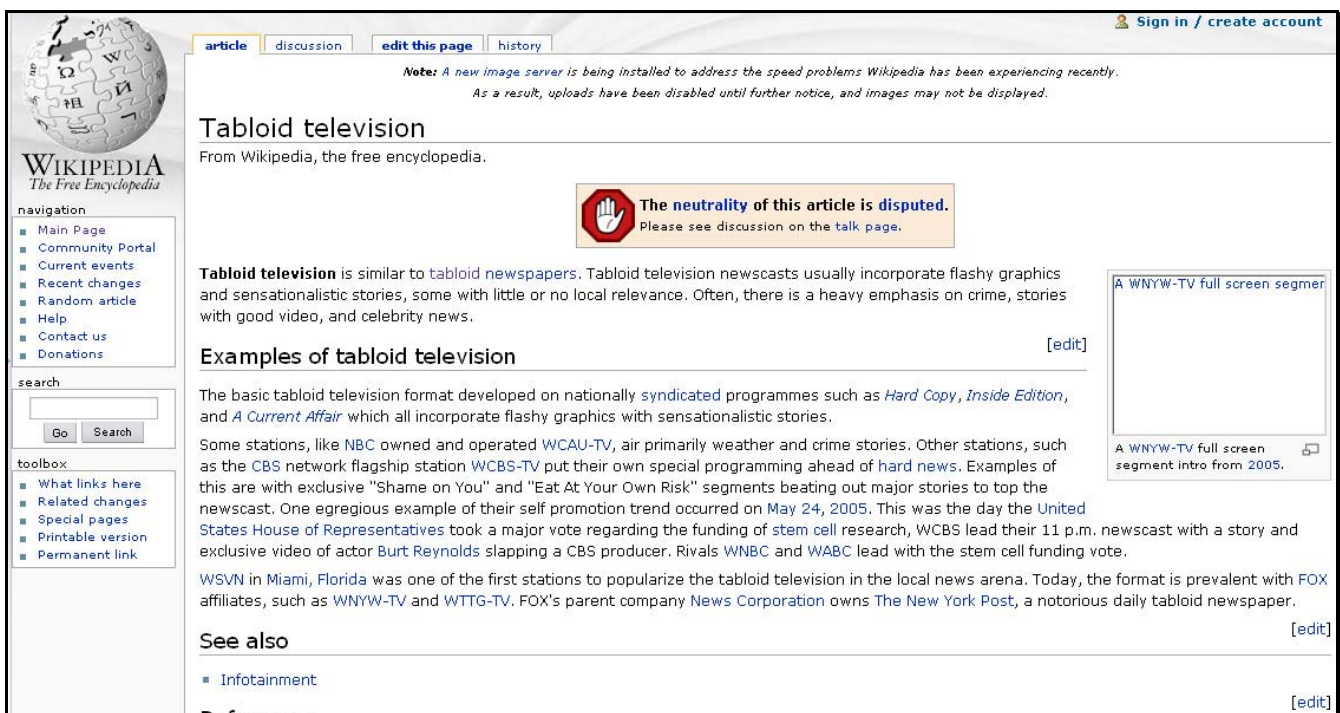 Sign in / create account
article discussion edit this page history
Note: A new image server is being installed to address the speed problems Wikipedia has been experiencing recently.
As a result, uploads have been disabled until further notice, and images may not be displayed.
WIKIPEDIA
The Free Encyclopedia
navigation
Main Page
Community Portal
Current events
Recent changes
Random article
Help
Contact us
Donations
search
Go Search
toolbox
What links here
Related changes
Special pages
Printable version
Permanent link
Tabloid television
From Wikipedia, the free encyclopedia.
The neutrality of this article is disputed.
Please see discussion on the talk page.
Tabloid television is similar to tabloid newspapers. Tabloid television newscasts usually incorporate flashy graphics
and sensationalistic stories, some with little or no local relevance. Often, there is a heavy emphasis on crime, stories
with good video, and celebrity news.
A WNYW-TV full screen segmer
A WNYW-TV full screen
segment intro from 2005.
[edit]
Examples of tabloid television
The basic tabloid television format developed on nationally syndicated programmes such as Hard Copy, Inside Edition,
and A Current Affair which all incorporate flashy graphics with sensationalistic stories.
Some stations, like NBC owned and operated WCAU-TV, air primarily weather and crime stories. Other stations, such
as the CBS network flagship station WCBS-TV put their own special programming ahead of hard news. Examples of
this are with exclusive "Shame on You" and "Eat At Your Own Risk" segments beating out major stories to top the
newscast. One egregious example of their self promotion trend occurred on May 24, 2005. This was the day the United
States House of Representatives took a major vote regarding the funding of stem cell research, WCBS lead their 11 p.m. newscast with a story and
exclusive video of actor Burt Reynolds slapping a CBS producer. Rivals WNBC and WABC lead with the stem cell funding vote.
WSVN in Miami, Florida was one of the first stations to popularize the tabloid television in the local news arena. Today, the format is prevalent with FOX
affiliates, such as WNYW-TV and WTTG-TV. FOX's parent company News Corporation owns The New York Post, a notorious daily tabloid newspaper.
[edit]
See also
Infotainment
[edit]